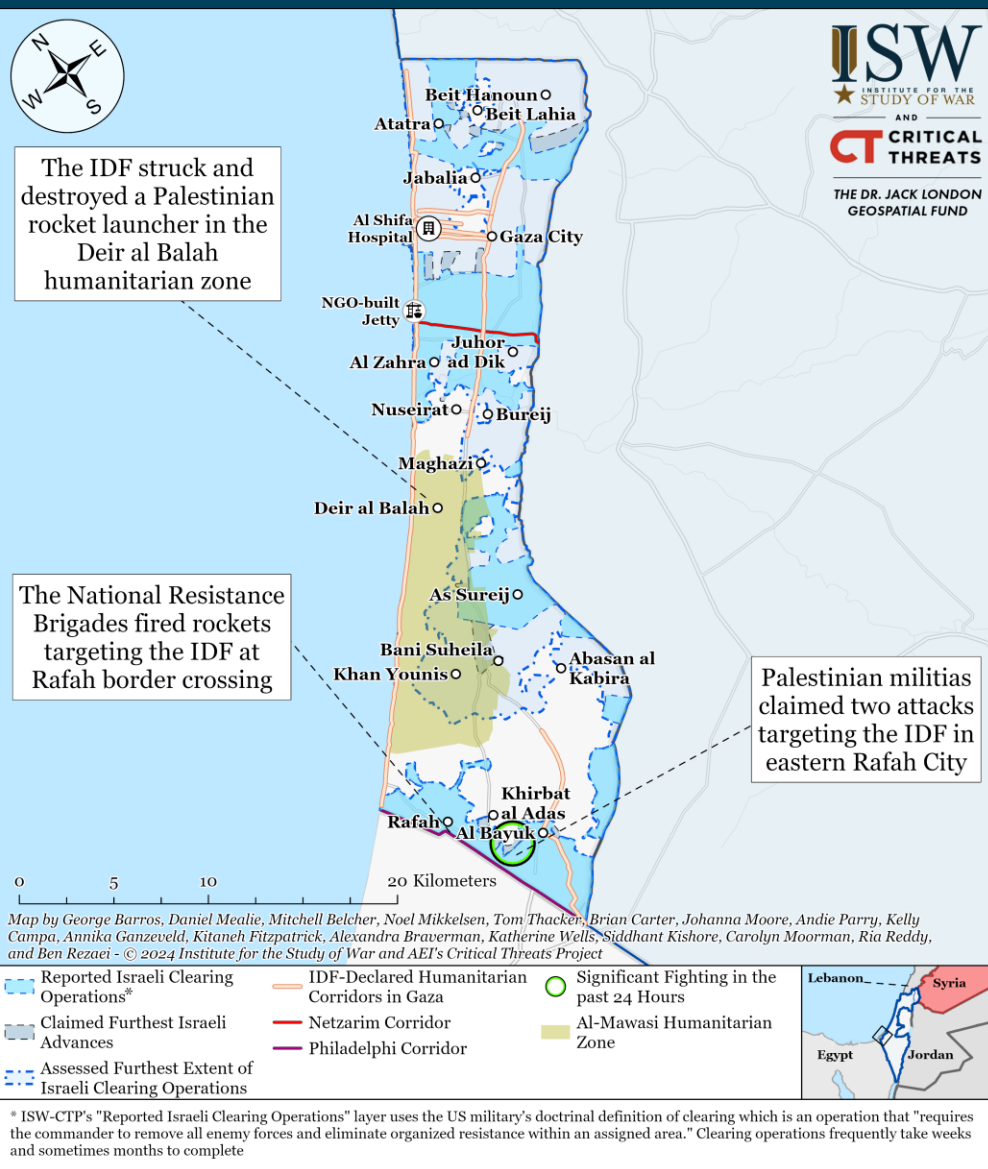 N
E
W
S
ISW
INSTITUTE FOR THE
STUDY OF WAR
AND
CT CRITICAL
THREATS
THE DR. JACK LONDON
GEOSPATIAL FUND
Beit Hanoun
Beit Lahia
Atatra
The IDF struck and
destroyed a Palestinian
rocket launcher in the
Deir al Balah
humanitarian zone
Jabalia
Al Shifa
Hospital
Gaza City
NGO-built
Jetty
Juhor
ad Dik
Al Zahra
Nuseirat
Bureij
Maghazi
Deir al Balah
As Sureij
The National Resistance
Brigades fired rockets
targeting the IDF at
Rafah border crossing
Bani Suheila
Khan Younis
Abasan al
Kabira
Palestinian militias
claimed two attacks
targeting the IDF in
eastern Rafah City
Khirbat
al Adas
Rafah
Al Bayuk
0 5 10 20 Kilometers
Map by George Barros, Daniel Mealie, Mitchell Belcher, Noel Mikkelsen, Tom Thacker, Brian Carter, Johanna Moore, Andie Parry, Kelly
Campa, Annika Ganzeveld, Kitaneh Fitzpatrick, Alexandra Braverman, Katherine Wells, Siddhant Kishore, Carolyn Moorman, Ria Reddy,
and Ben Rezaei - © 2024 Institute for the Study of War and AEI's Critical Threats Project
Reported Israeli Clearing
Operations*
Claimed Furthest Israeli
Advances
Assessed Furthest Extent of
Israeli Clearing Operations
IDF-Declared Humanitarian
Corridors in Gaza
Netzarim Corridor
Philadelphi Corridor
Significant Fighting in the
past 24 Hours
Al-Mawasi Humanitarian
Zone
Lebanon
Syria
Egypt
Jordan
* ISW-CTP's "Reported Israeli Clearing Operations" layer uses the US military's doctrinal definition of clearing which is an operation that "requires
the commander to remove all enemy forces and eliminate organized resistance within an assigned area." Clearing operations frequently take weeks
and sometimes months to complete